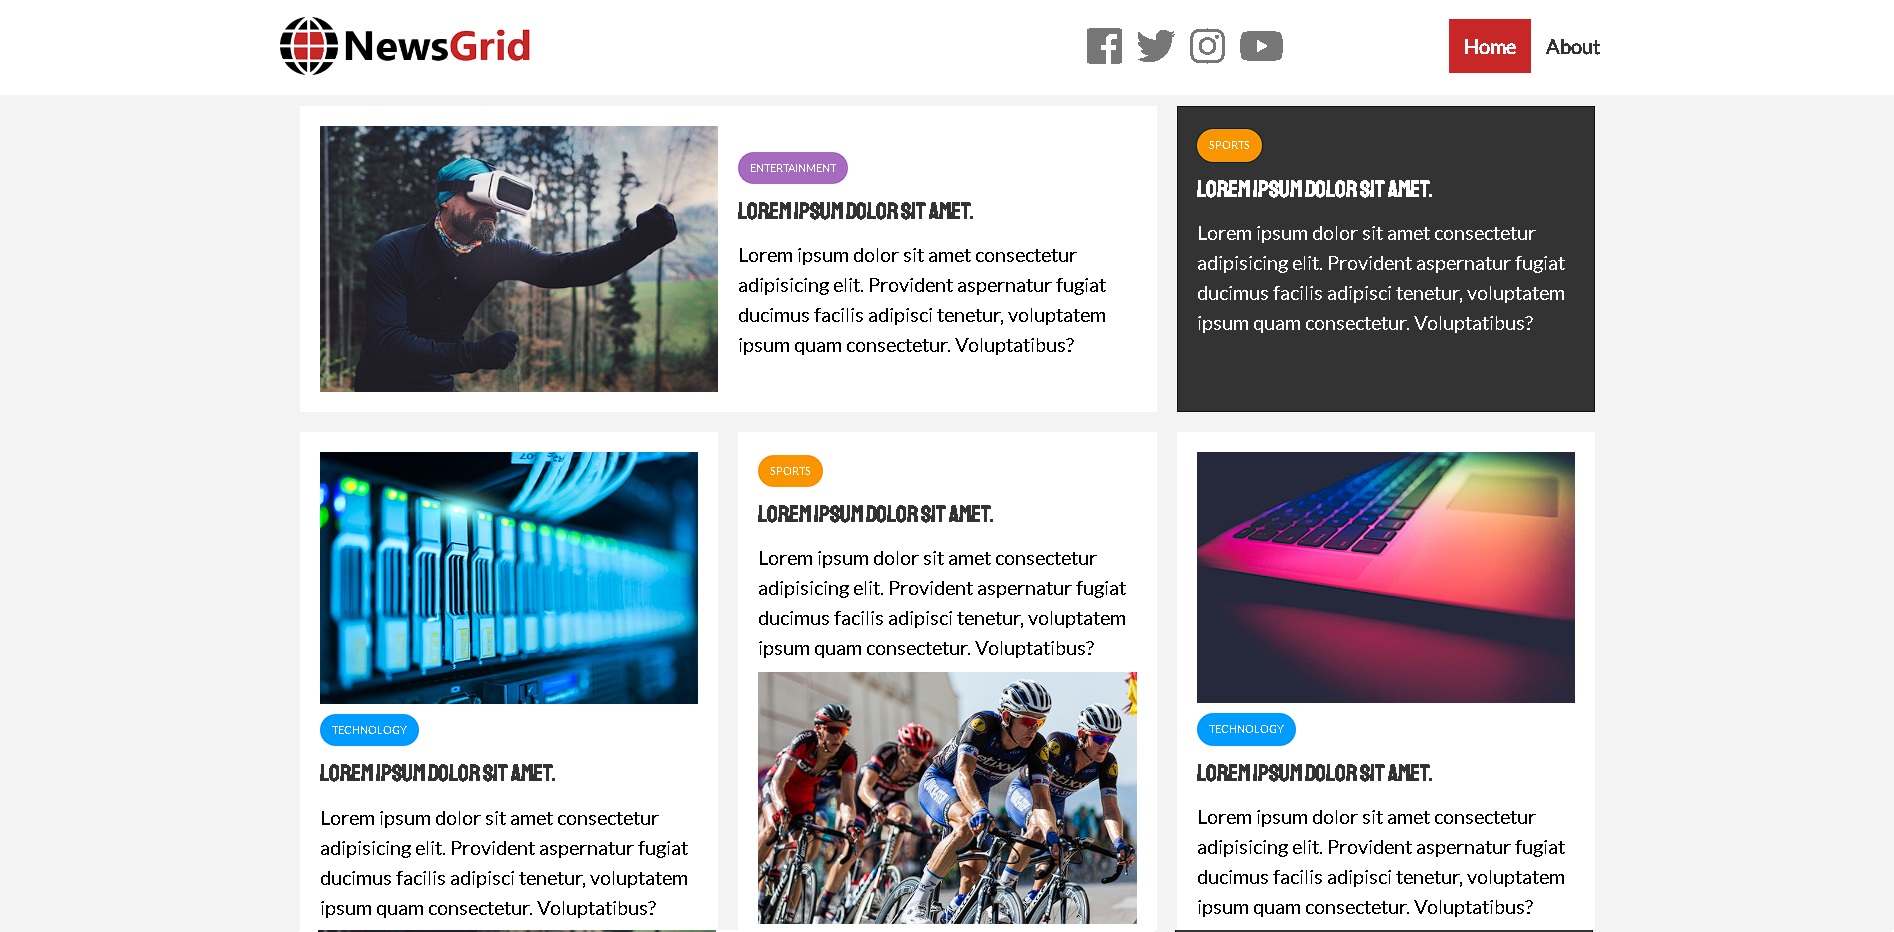 NewsGrid
Home
About
ENTERTAINMENT
LOREM IPSUM DOLOR SIT AMET.
Lorem ipsum dolor sit amet consectetur
adipisicing elit. Provident aspernatur fugiat
ducimus facilis adipisci tenetur, voluptatem
ipsum quam consectetur. Voluptatibus?
SPORTS
LOREM IPSUM DOLOR SIT AMET.
Lorem ipsum dolor sit amet consectetur
adipisicing elit. Provident aspernatur fugiat
ducimus facilis adipisci tenetur, voluptatem
ipsum quam consectetur. Voluptatibus?
TECHNOLOGY
LOREM IPSUM DOLOR SIT AMET.
Lorem ipsum dolor sit amet consectetur
adipisicing elit. Provident aspernatur fugiat
ducimus facilis adipisci tenetur, voluptatem
ipsum quam consectetur. Voluptatibus?
SPORTS
LOREM IPSUM DOLOR SIT AMET.
Lorem ipsum dolor sit amet consectetur
adipisicing elit. Provident aspernatur fugiat
ducimus facilis adipisci tenetur, voluptatem
ipsum quam consectetur. Voluptatibus?
TECHNOLOGY
LOREM IPSUM DOLOR SIT AMET.
Lorem ipsum dolor sit amet consectetur
adipisicing elit. Provident aspernatur fugiat
ducimus facilis adipisci tenetur, voluptatem
ipsum quam consectetur. Voluptatibus?